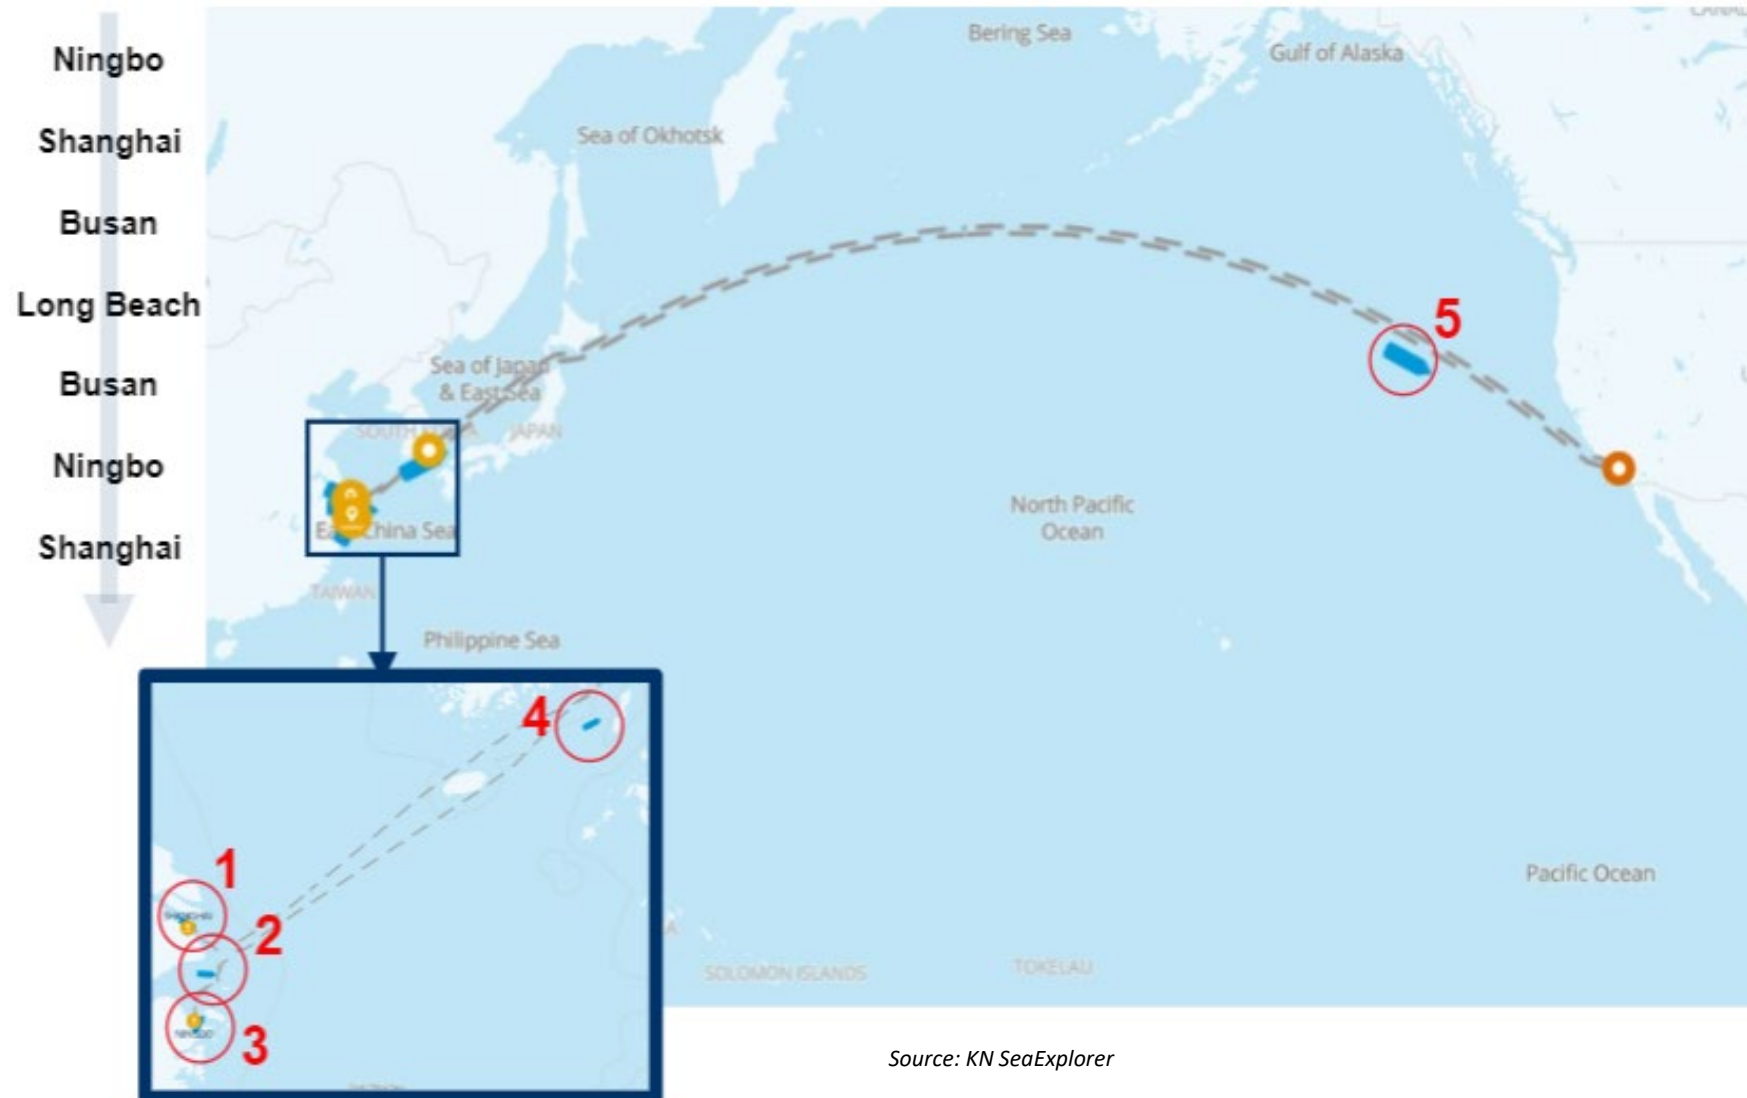 Ningbo
Shanghai
Busan
Long Beach
Busan
Ningbo
Shanghai
Bering Sea
Gulf of Alaska
Sea of Okhotsk
5
Sea of Japan
& East Sea
JAPAN
East China Sea
North Pacific
Ocean
TAIWAN
Philippine Sea
4
1
2
3
NINGBO
Pacific Ocean
SOLOMON ISLANDS
TOKELAU
Source: KN SeaExplorer